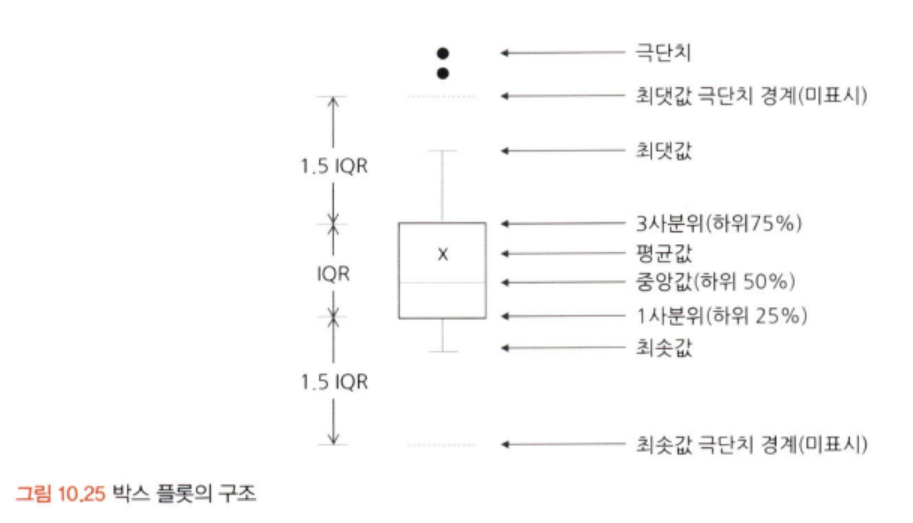 극단치
최댓값 극단치 경계(미표시)
최댓값
1.5 IQR
3사분위(하위75%)
X
평균값
IQR
중앙값(하위 50%)
1사분위(하위 25%)
최솟값
1.5 IQR
최솟값 극단치 경계(미표시)
그림 10.25 박스 플롯의 구조